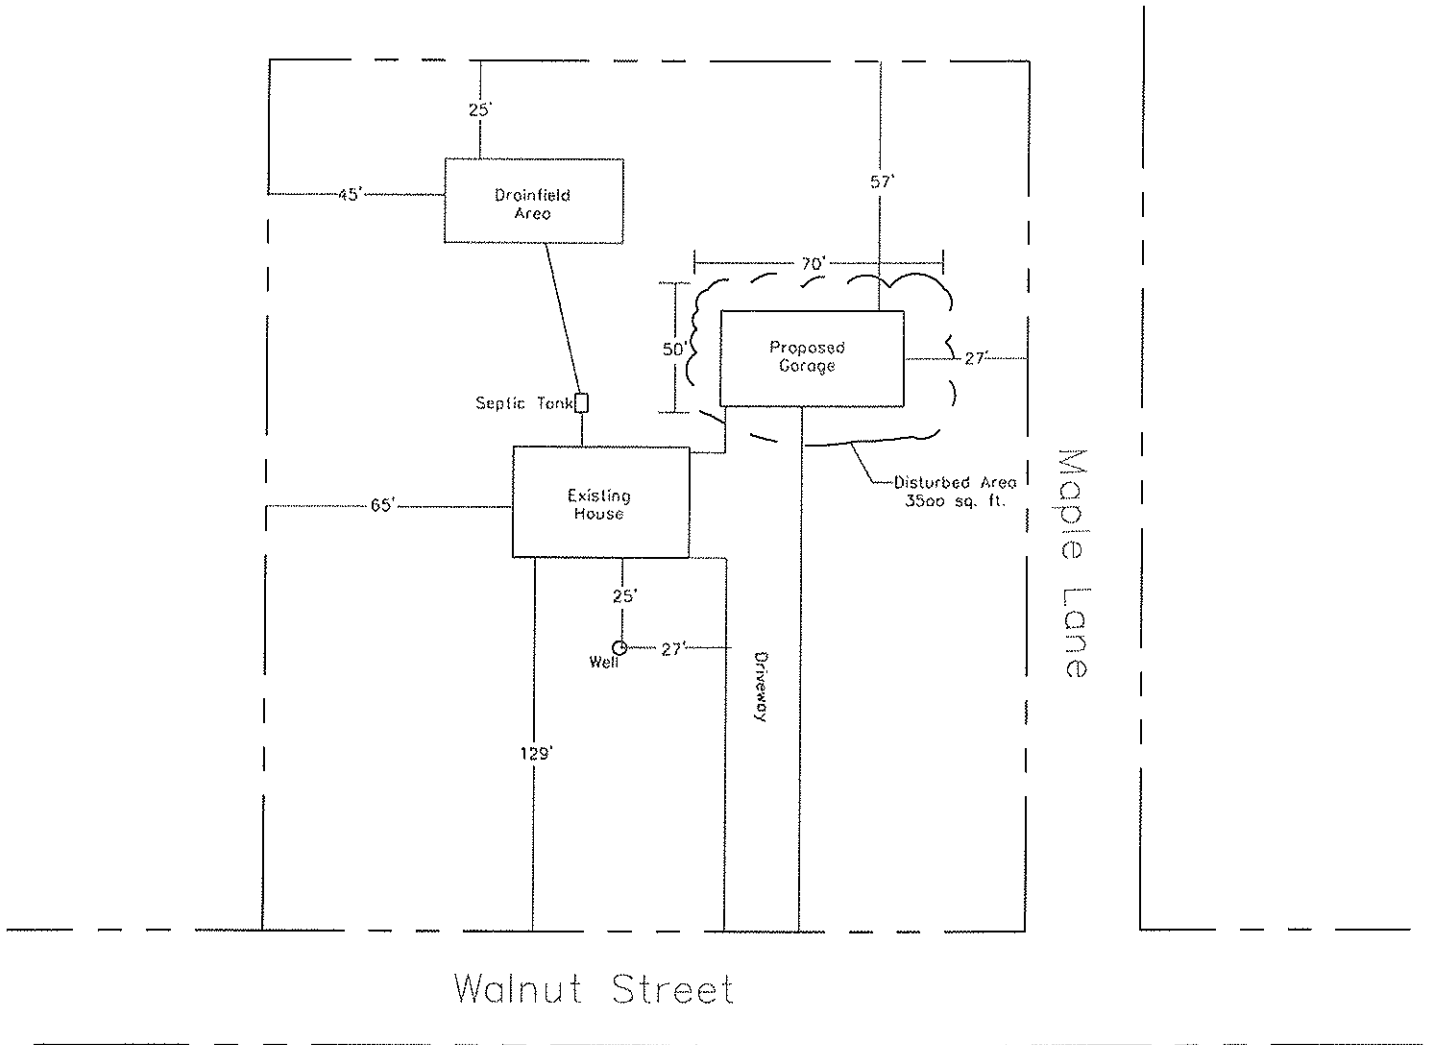 25'
45'
Drainfield
Area
57'
70'
50'
Proposed
Garage
27'
Septic Tank
65'
Existing
House
Disturbed Area
3500 sq. ft.
Maple Lane
25'
Well
27'
Driveway
129'
Walnut Street